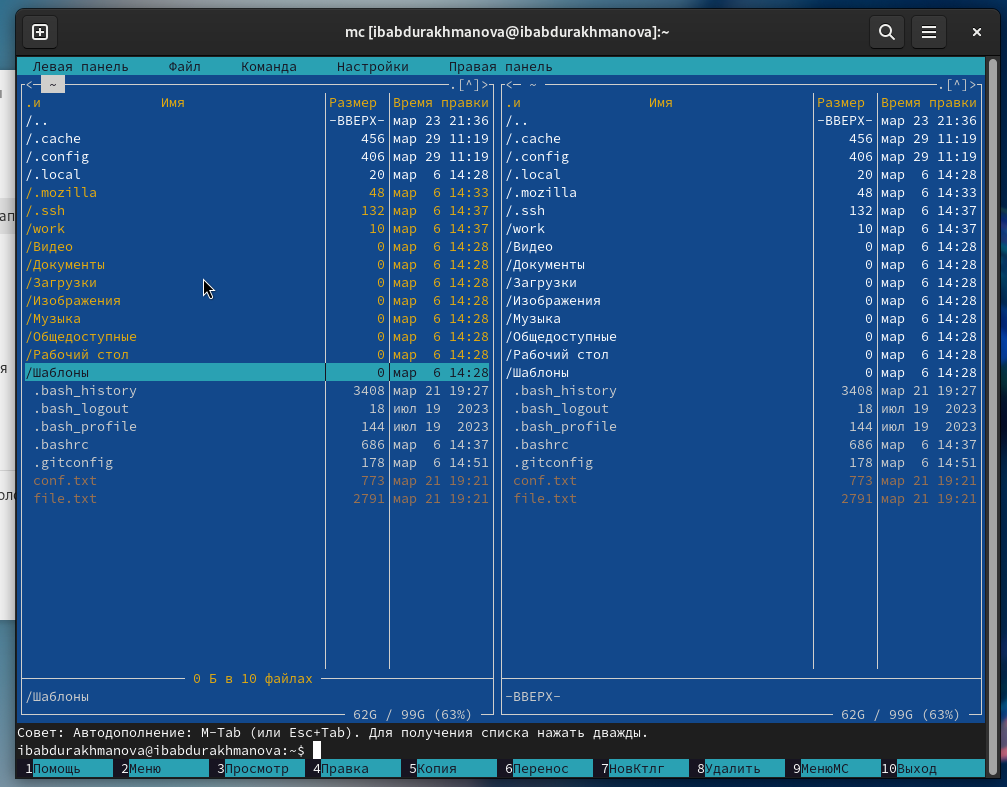 mc [ibabdurakhmanova@ibabdurakhmanova]:~
Левая панель Файл Команда Настройки Правая панель
<─ ~ .[^]>
.и Имя Размер Время правки
/.. -ВВЕРХ- мар 23 21:36
/.cache 456 мар 29 11:19
/.config 406 мар 29 11:19
/.local 20 мар 6 14:28
/.mozilla 48 мар 6 14:33
/.ssh 132 мар 6 14:37
/work 10 мар 6 14:37
/Видео 0 мар 6 14:28
/Документы 0 мар 6 14:28
/Загрузки 0 мар 6 14:28
/Изображения 0 мар 6 14:28
/Музыка 0 мар 6 14:28
/Общедоступные 0 мар 6 14:28
/Рабочий стол 0 мар 6 14:28
/Шаблоны 0 мар 6 14:28
.bash_history 3408 мар 21 19:27
.bash_logout 18 июл 19 2023
.bash_profile 144 июл 19 2023
.bashrc 686 мар 6 14:37
.gitconfig 178 мар 6 14:51
conf.txt 773 мар 21 19:21
file.txt 2791 мар 21 19:21
0 Б в 10 файлах
/Шаблоны
62G / 99G (63%)
<─ ~ .[^]>
.и Имя Размер Время правки
/.. -ВВЕРХ- мар 23 21:36
/.cache 456 мар 29 11:19
/.config 406 мар 29 11:19
/.local 20 мар 6 14:28
/.mozilla 48 мар 6 14:33
/.ssh 132 мар 6 14:37
/work 10 мар 6 14:37
/Видео 0 мар 6 14:28
/Документы 0 мар 6 14:28
/Загрузки 0 мар 6 14:28
/Изображения 0 мар 6 14:28
/Музыка 0 мар 6 14:28
/Общедоступные 0 мар 6 14:28
/Рабочий стол 0 мар 6 14:28
/Шаблоны 0 мар 6 14:28
.bash_history 3408 мар 21 19:27
.bash_logout 18 июл 19 2023
.bash_profile 144 июл 19 2023
.bashrc 686 мар 6 14:37
.gitconfig 178 мар 6 14:51
conf.txt 773 мар 21 19:21
file.txt 2791 мар 21 19:21
-ВВЕРХ-
62G / 99G (63%)
Совет: Автодополнение: M-Tab (или Esc+Tab). Для получения списка нажать дважды.
ibabdurakhmanova@ibabdurakhmanova:~$
1Помощь 2Меню 3Просмотр 4Правка 5Копия 6Перенос 7НовКтлг 8Удалить 9МенюMC 10Выход